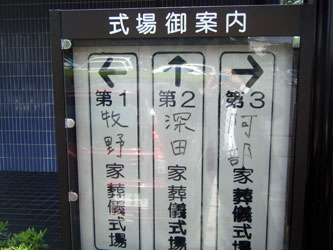 式場御案内
← 第1 牧野家 葬儀式場
↑ 第2 深田家 葬儀式場
→ 第3 阿部家 葬儀式場